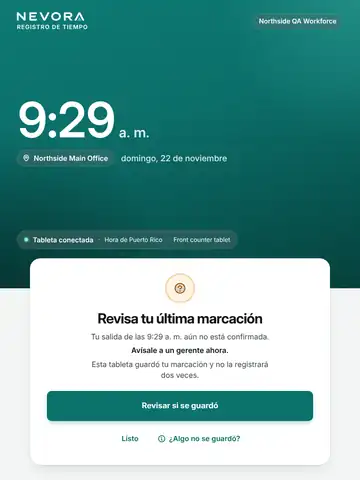 NEVORA
REGISTRO DE TIEMPO
Northside QA Workforce
9:29 a. m.
Northside Main Office
domingo, 22 de noviembre
Tableta conectada · Hora de Puerto Rico · Front counter tablet
Revisa tu última marcación
Tu salida de las 9:29 a. m. aún no está confirmada.
Avísale a un gerente ahora.
Esta tableta guardó tu marcación y no la registrará
dos veces.
Revisar si se guardó
Listo
¿Algo no se guardó?